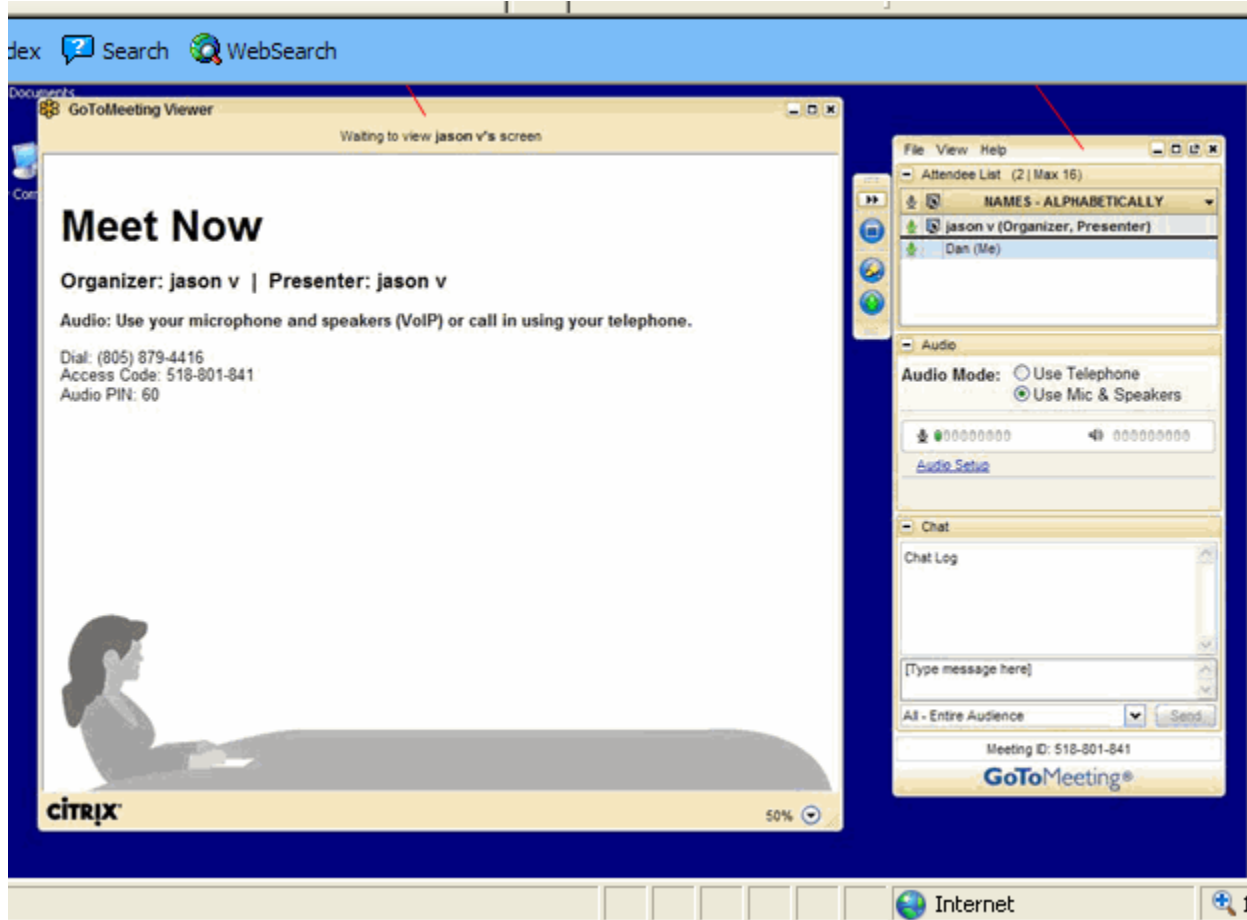 Search WebSearch
Documents
GoToMeeting Viewer
Waiting to view jason v's screen
Meet Now
Organizer: jason v | Presenter: jason v
Audio: Use your microphone and speakers (VoIP) or call in using your telephone.
Dial: (805) 879-4416
Access Code: 518-801-841
Audio PIN: 60
CITRIX
50%
File View Help
Attendee List (2 | Max 16)
NAMES - ALPHABETICALLY
jason v (Organizer, Presenter)
Dan (Me)
Audio
Audio Mode: Use Telephone
Use Mic & Speakers
Audio Setup
Chat
Chat Log
[Type message here]
All - Entire Audience Send
Meeting ID: 518-801-841
GoToMeeting®
Internet